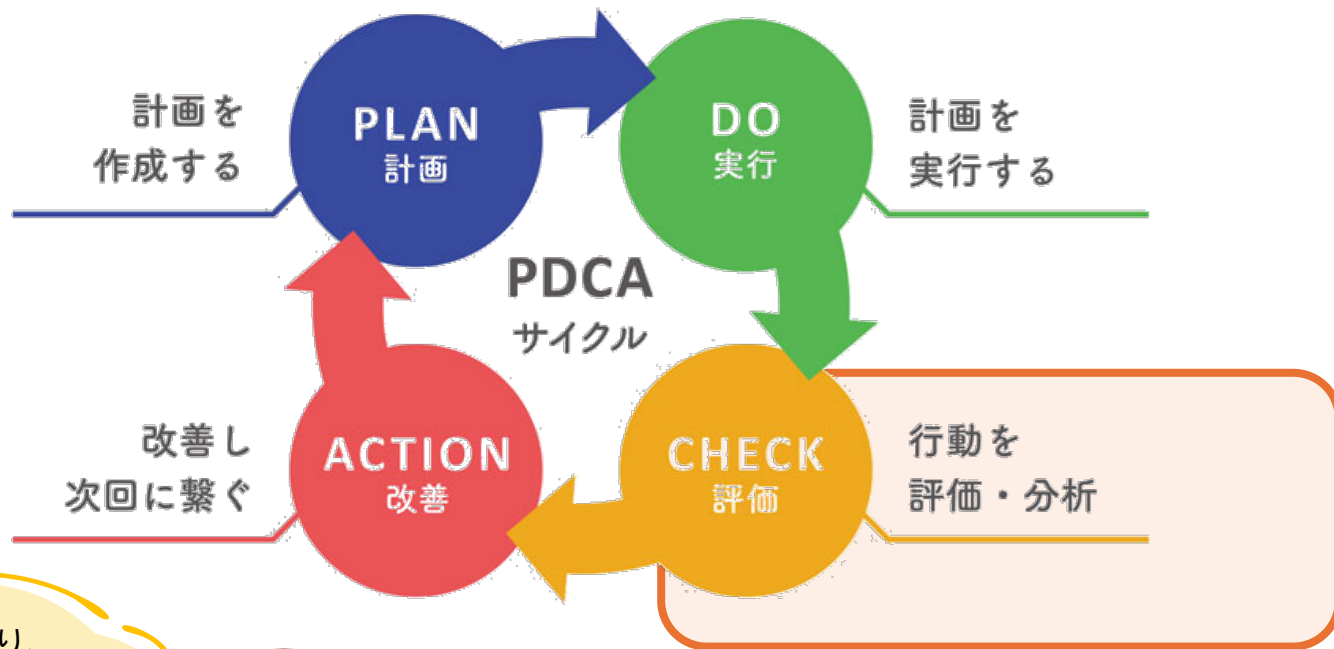 計画を
作成する
PLAN
計画
DO
実行
計画を
実行する
PDCA
サイクル
改善し
次回に繋ぐ
ACTION
改善
CHECK
評価
行動を
評価・分析
り